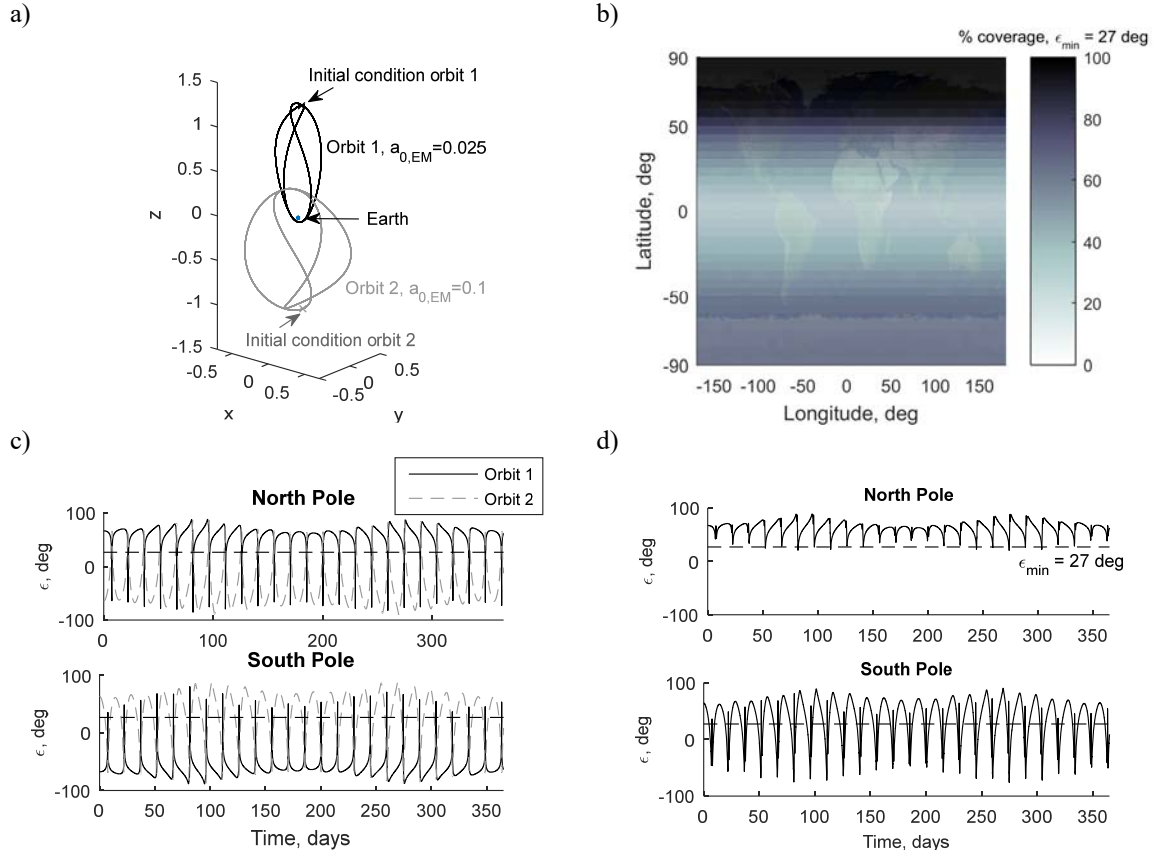 a)
Initial condition orbit 1
Orbit 1, a0,EM=0.025
Earth
Orbit 2, a0,EM=0.1
Initial condition orbit 2
z
1.5
1
0.5
0
-0.5
-1
-1.5
-0.5
0
0.5
x
-0.5
0
0.5
y
b)
% coverage, ϵmin = 27 deg
90
50
0
-50
-90
Latitude, deg
-150 -100 -50 0 50 100 150
Longitude, deg
100
80
60
40
20
0
c)
Orbit 1
Orbit 2
North Pole
100
0
-100
ϵ, deg
0 100 200 300
South Pole
100
0
-100
ϵ, deg
0 50 100 150 200 250 300 350
Time, days
d)
North Pole
100
0
-100
ϵ, deg
ϵmin = 27 deg
0 50 100 150 200 250 300 350
South Pole
100
0
-100
ϵ, deg
0 50 100 150 200 250 300 350
Time, days